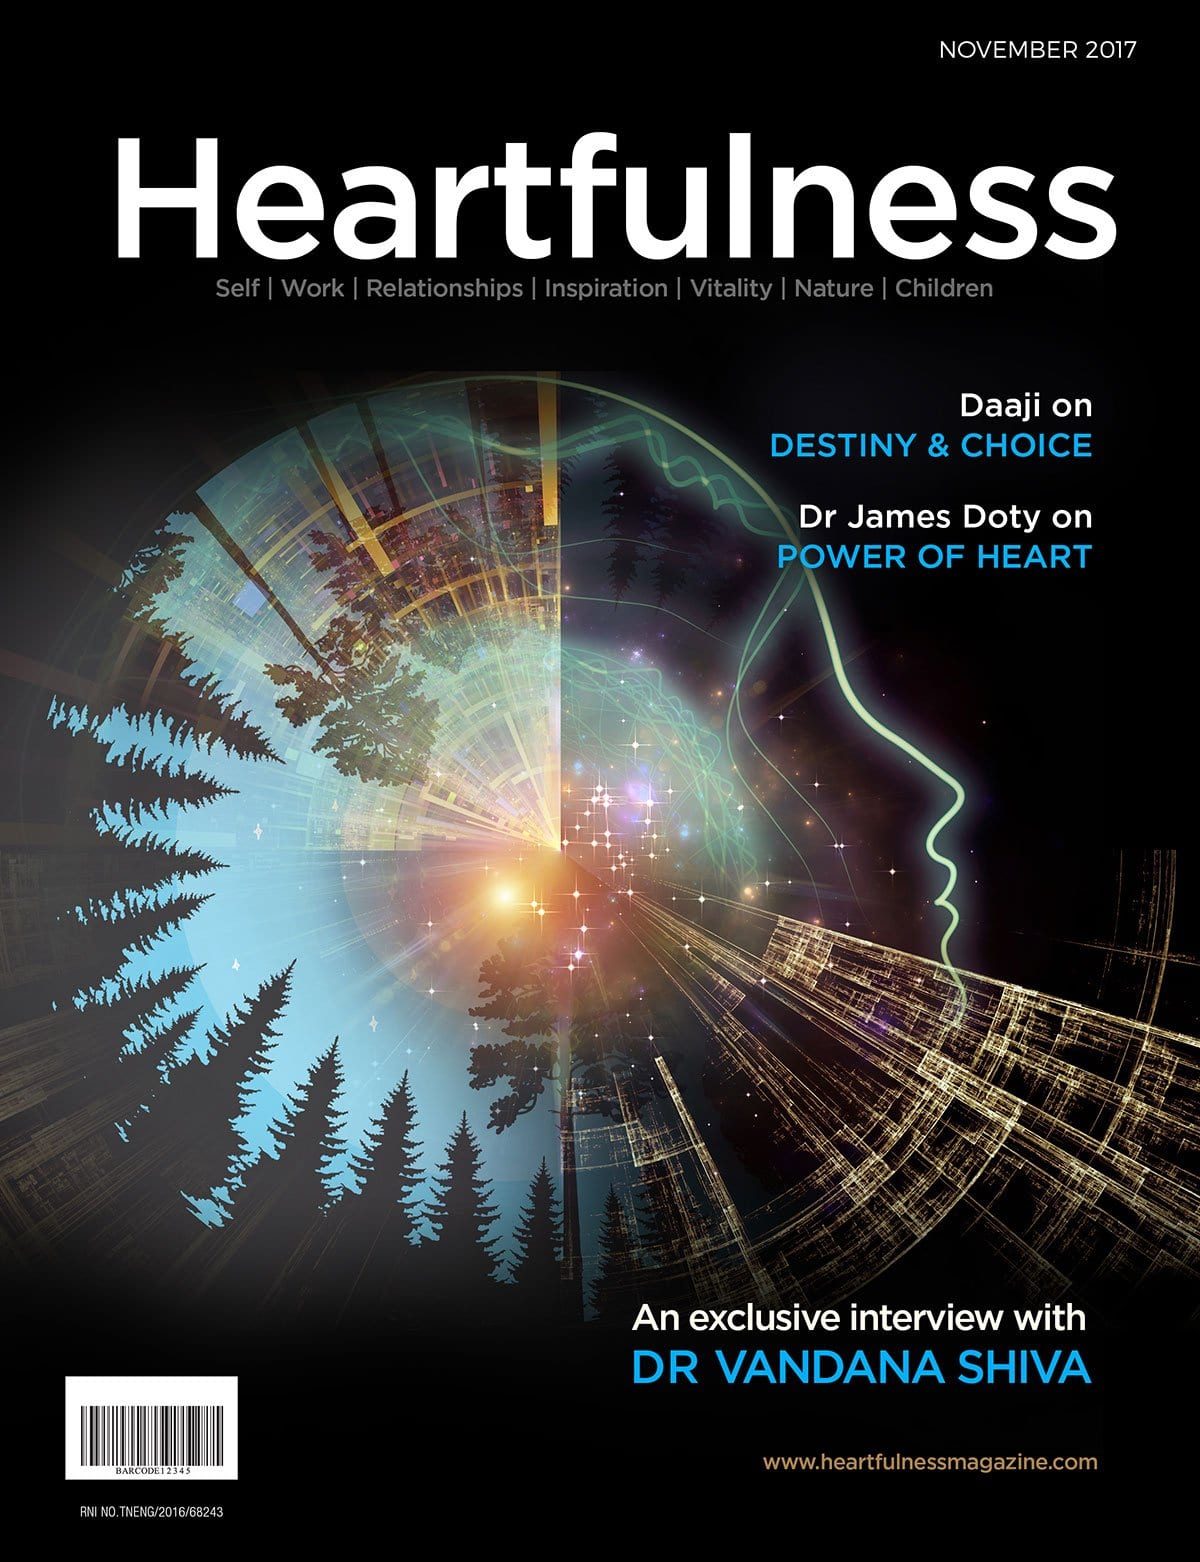 NOVEMBER 2017
Heartfulness
Self | Work | Relationships | Inspiration | Vitality | Nature | Children
Daaji on
DESTINY & CHOICE
Dr James Doty on
POWER OF HEART
An exclusive interview with
DR VANDANA SHIVA
BARCODE12345
www.heartfulnessmagazine.com
RNI NO.TNENG/2016/68243